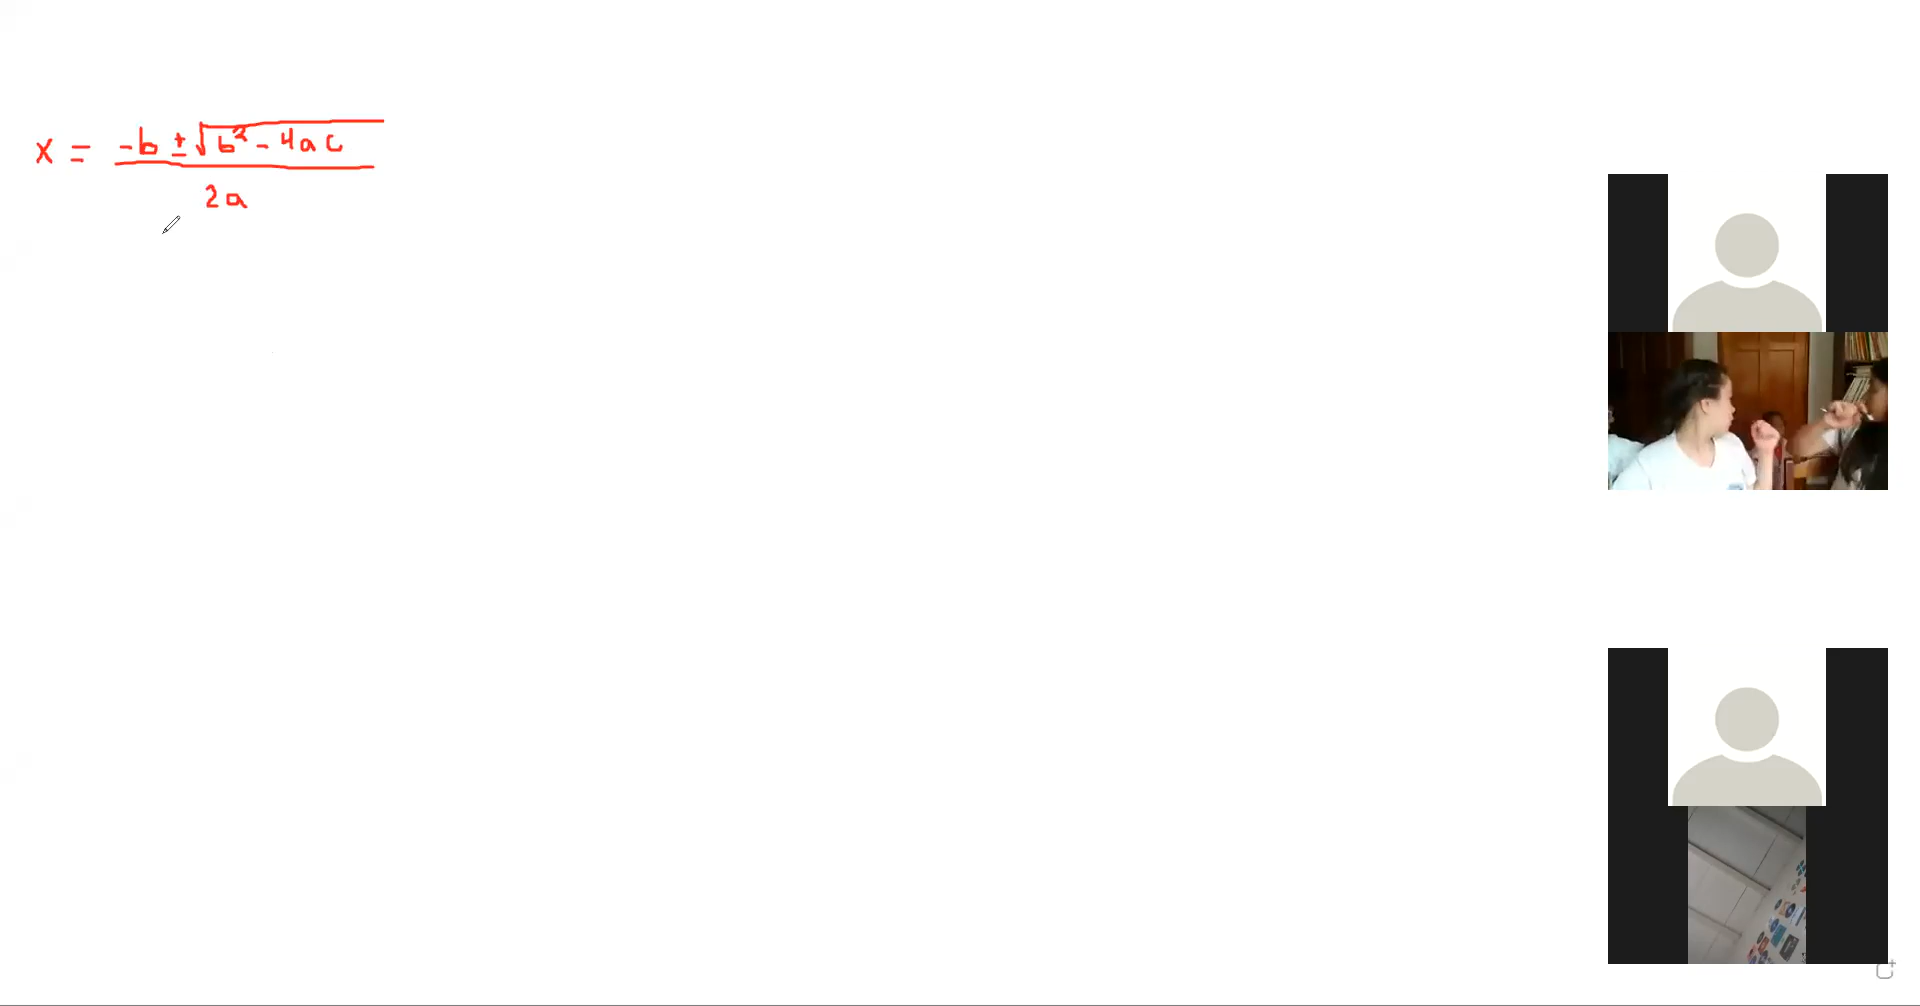 x = -b ± √b² - 4ac
2a